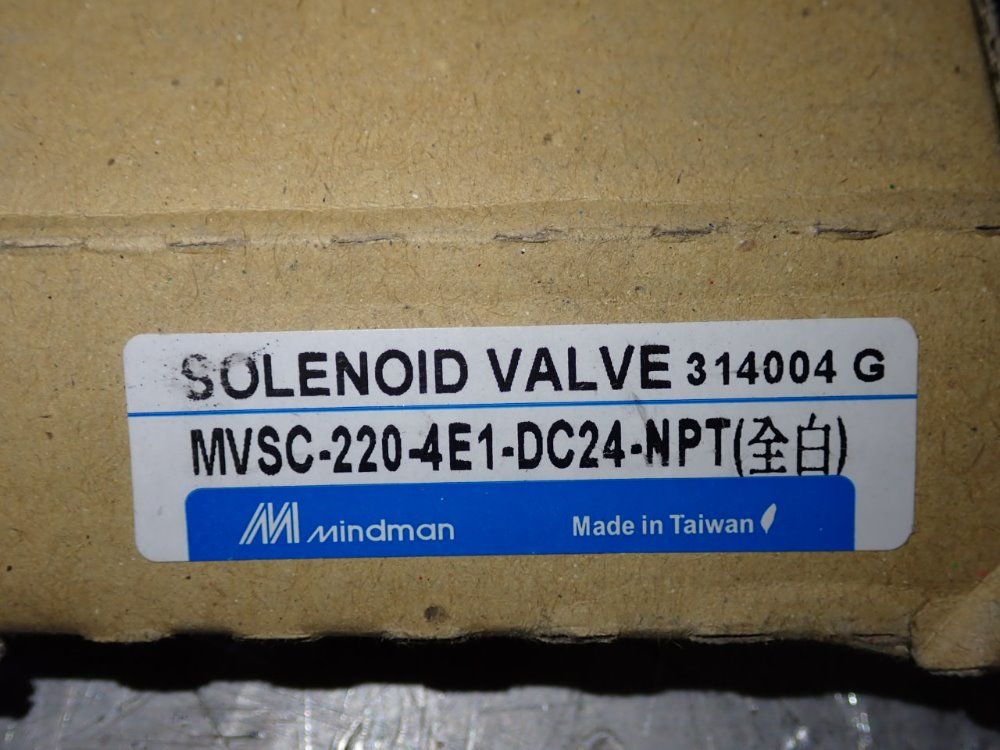 SOLENOID VALVE 314004 G
MVSC-220-4E1-DC24-NPT(全白)
Mindman
Made in Taiwan